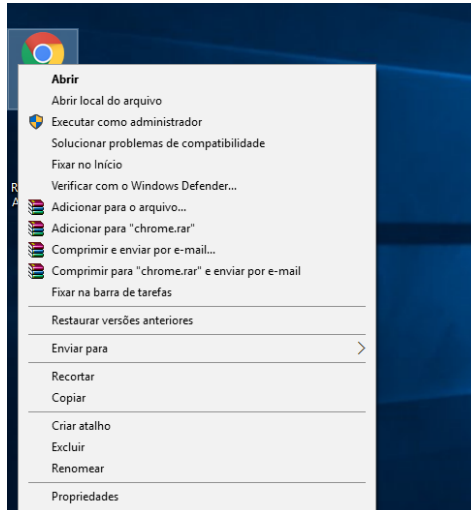 Abrir
Abrir local do arquivo
Executar como administrador
Solucionar problemas de compatibilidade
Fixar no Início
Verificar com o Windows Defender...
Adicionar para o arquivo...
Adicionar para "chrome.rar"
Comprimir e enviar por e-mail...
Comprimir para "chrome.rar" e enviar por e-mail
Fixar na barra de tarefas
Restaurar versões anteriores
Enviar para
Recortar
Copiar
Criar atalho
Excluir
Renomear
Propriedades